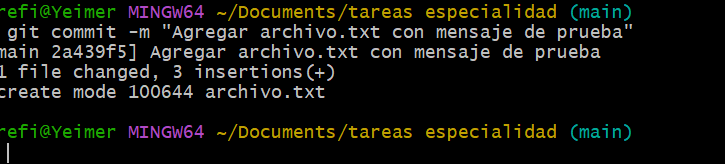 refi@Yeimer MINGW64 ~/Documents/tareas especialidad (main)
git commit -m "Agregar archivo.txt con mensaje de prueba"
main 2a439f5] Agregar archivo.txt con mensaje de prueba
1 file changed, 3 insertions(+)
create mode 100644 archivo.txt
refi@Yeimer MINGW64 ~/Documents/tareas especialidad (main)